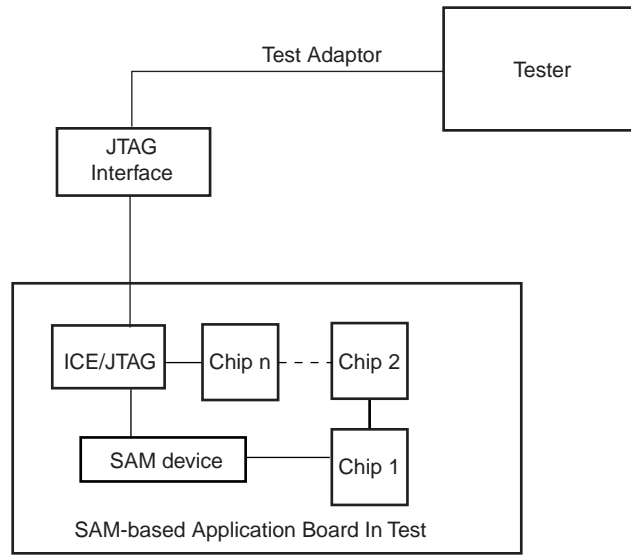 Test Adaptor
Tester
JTAG
Interface
ICE/JTAG
Chip n
Chip 2
SAM device
Chip 1
SAM-based Application Board In Test